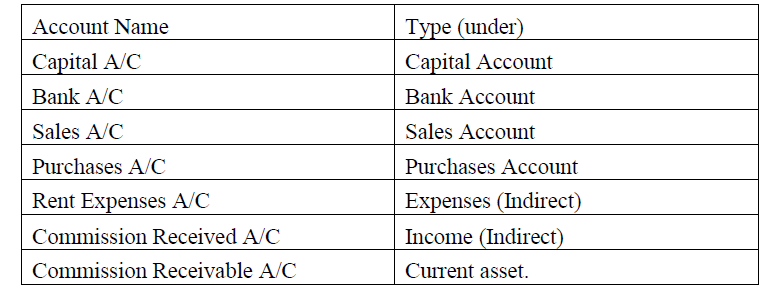 Account Name Type (under)
Capital A/C Capital Account
Bank A/C Bank Account
Sales A/C Sales Account
Purchases A/C Purchases Account
Rent Expenses A/C Expenses (Indirect)
Commission Received A/C Income (Indirect)
Commission Receivable A/C Current asset.